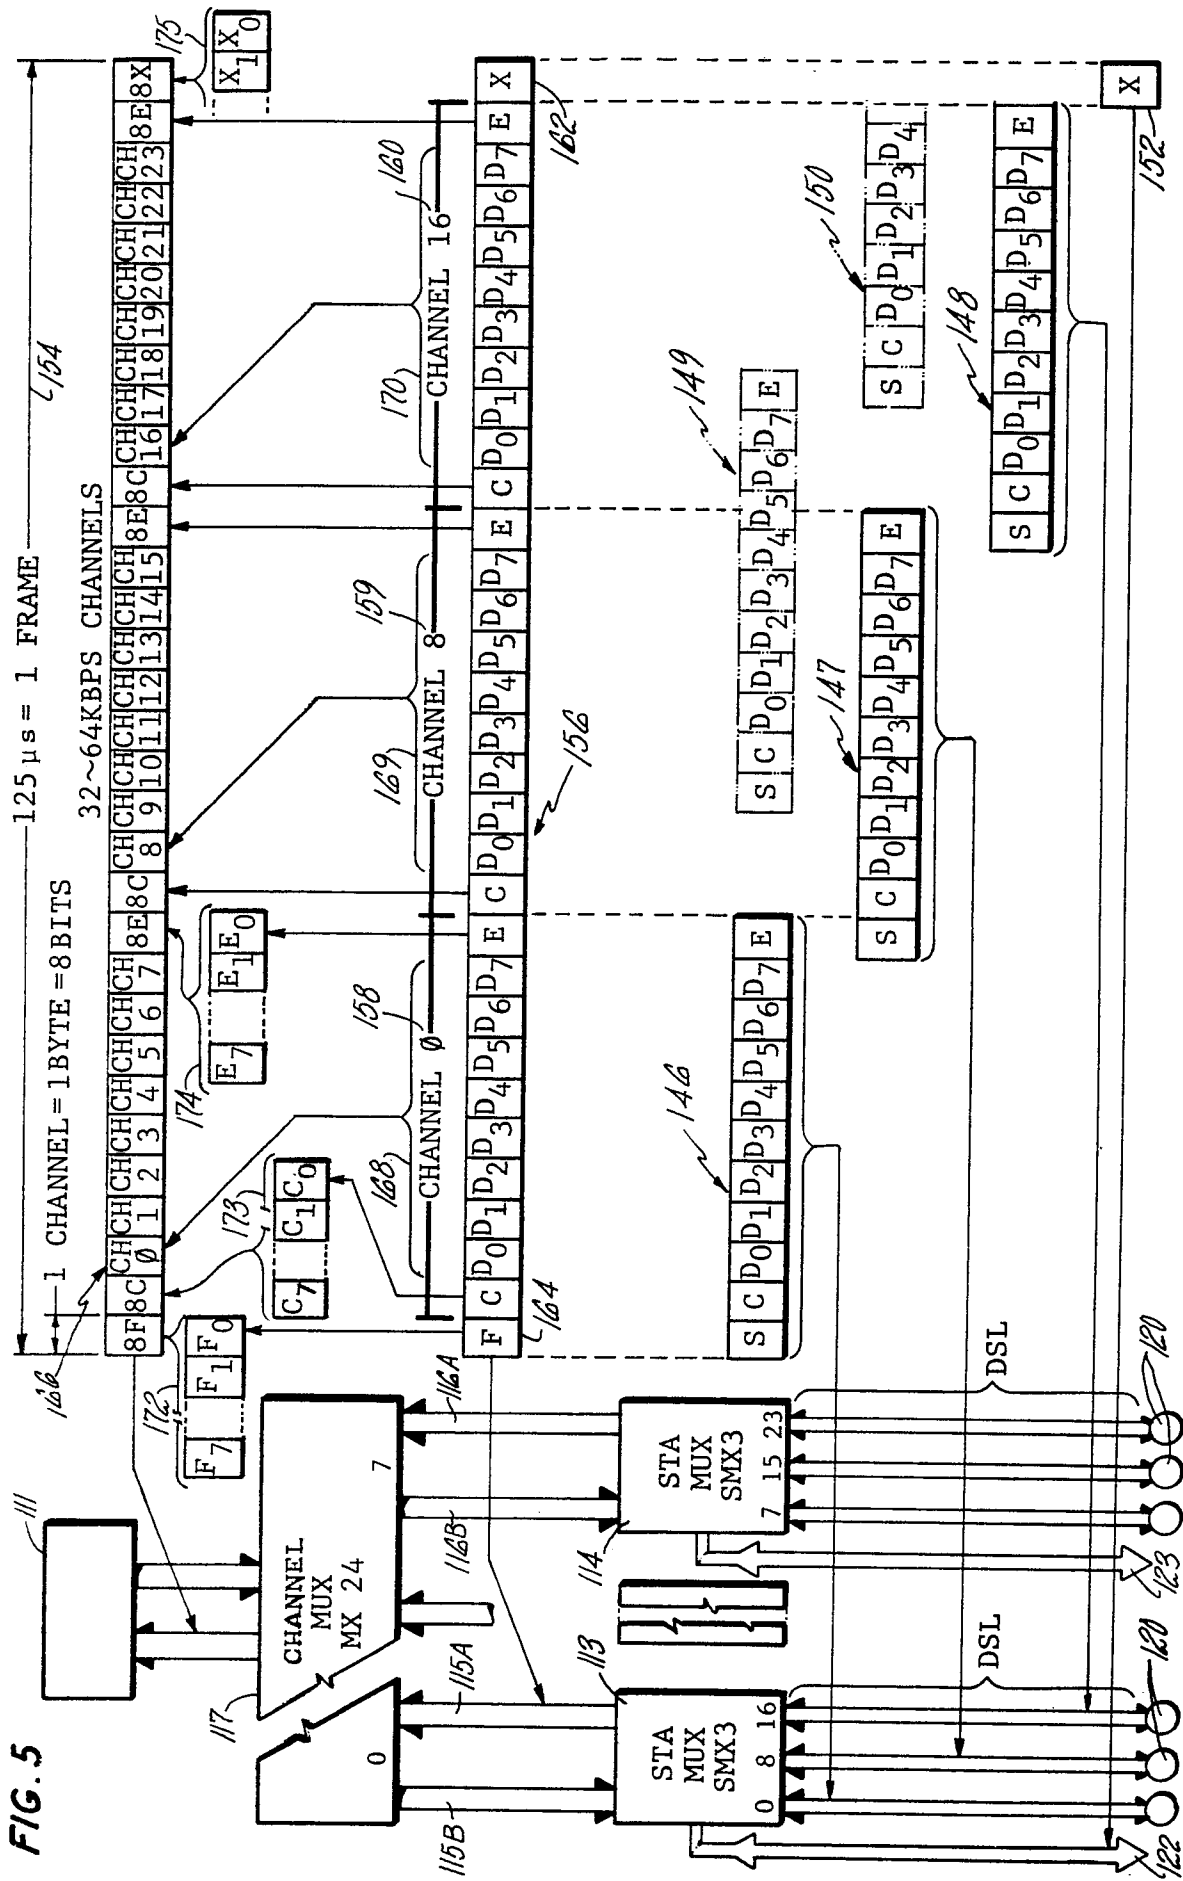 FIG. 5
125 µs = 1 FRAME
154
1 CHANNEL = 1BYTE = 8BITS
32~64KBPS CHANNELS
8F 8C CH Ø CH 1 CH 2 CH 3 CH 4 CH 5 CH 6 CH 7 8E 8C CH 8 CH 9 CH 10 CH 11 CH 12 CH 13 CH 14 CH 15 8E 8C CH 16 CH 17 CH 18 CH 19 CH 20 CH 21 CH 22 CH 23 8E 8X
166
172
F7 F1 F0
173
C7 C1 C0
174
E7 E1 E0
175
X1 X0
168
CHANNEL Ø
158
169
CHANNEL 8
159
170
CHANNEL 16
160
F C D0 D1 D2 D3 D4 D5 D6 D7 E C D0 D1 D2 D3 D4 D5 D6 D7 E C D0 D1 D2 D3 D4 D5 D6 D7 E X
164
156
162
146
S C D0 D1 D2 D3 D4 D5 D6 D7 E
149
S C D0 D1 D2 D3 D4 D5 D6 D7 E
147
S C D0 D1 D2 D3 D4 D5 D6 D7 E
150
S C D0 D1 D2 D3 D4
148
S C D0 D1 D2 D3 D4 D5 D6 D7 E
X
152
111
117
CHANNEL
MUX
MX 24
0
7
115B
115A
116B
116A
113
STA
MUX
SMX3
0 8 16
114
STA
MUX
SMX3
7 15 23
DSL
DSL
122
120
123
120